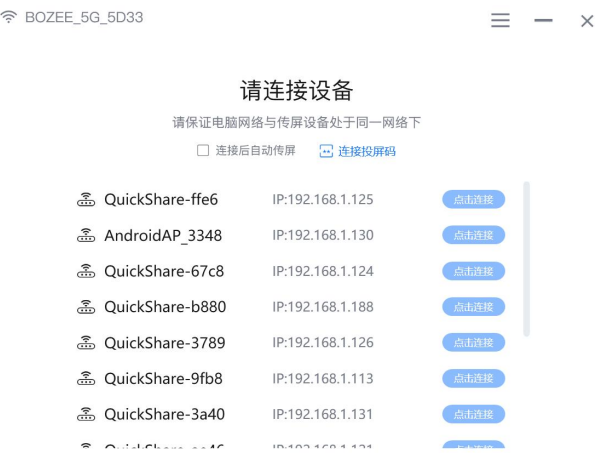 BOZEE_5G_5D33
请连接设备
请保证电脑网络与传屏设备处于同一网络下
连接后自动传屏 连接投屏码
QuickShare-ffe6 IP:192.168.1.125 点击连接
AndroidAP_3348 IP:192.168.1.130 点击连接
QuickShare-67c8 IP:192.168.1.124 点击连接
QuickShare-b880 IP:192.168.1.188 点击连接
QuickShare-3789 IP:192.168.1.126 点击连接
QuickShare-9fb8 IP:192.168.1.113 点击连接
QuickShare-3a40 IP:192.168.1.131 点击连接